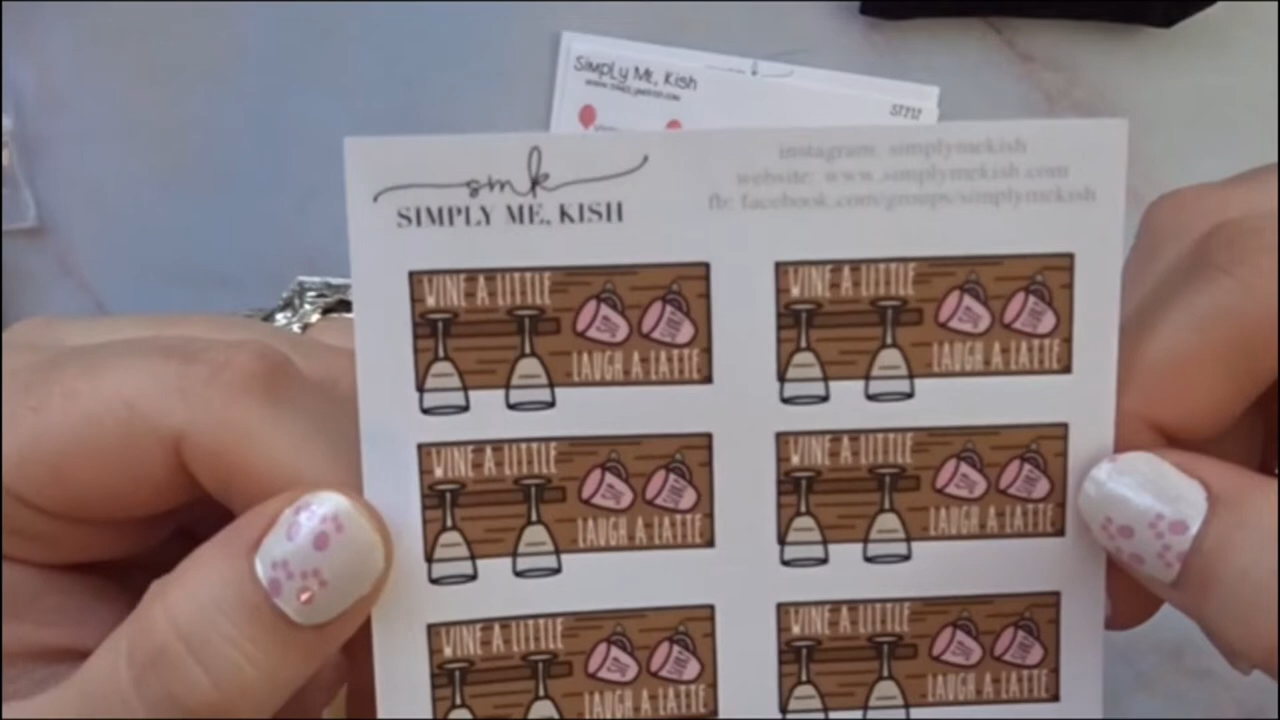 Simply Me, Kish
ST717
smk
SIMPLY ME, KISH
instagram: simplymekish
website: www.simplymekish.com
fb: facebook.com/groups/simplymekish
WINE A LITTLE
LAUGH A LATTE
WINE A LITTLE
LAUGH A LATTE
WINE A LITTLE
LAUGH A LATTE
WINE A LITTLE
LAUGH A LATTE
WINE A LITTLE
LAUGH A LATTE
WINE A LITTLE
LAUGH A LATTE